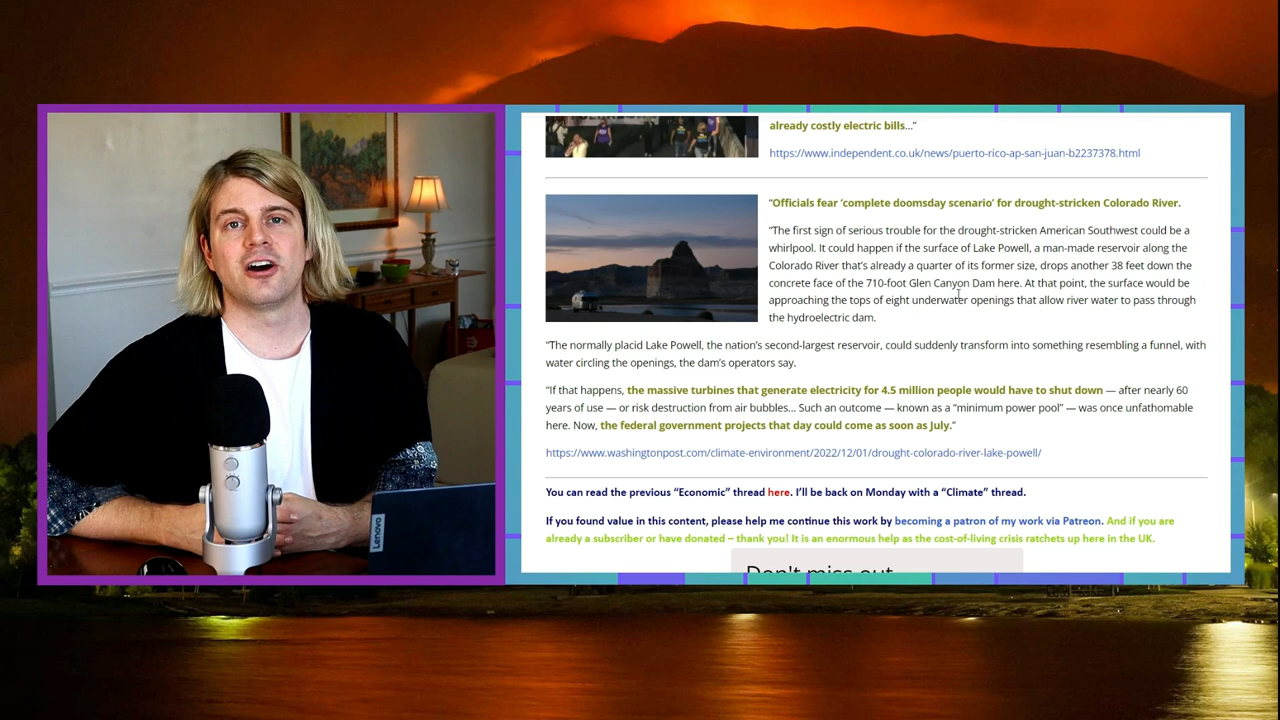 already costly electric bills…”
https://www.independent.co.uk/news/puerto-rico-ap-san-juan-b2237378.html
“Officials fear ‘complete doomsday scenario’ for drought-stricken Colorado River.
“The first sign of serious trouble for the drought-stricken American Southwest could be a
whirlpool. It could happen if the surface of Lake Powell, a man-made reservoir along the
Colorado River that’s already a quarter of its former size, drops another 38 feet down the
concrete face of the 710-foot Glen Canyon Dam here. At that point, the surface would be
approaching the tops of eight underwater openings that allow river water to pass through
the hydroelectric dam.
“The normally placid Lake Powell, the nation’s second-largest reservoir, could suddenly transform into something resembling a funnel, with
water circling the openings, the dam’s operators say.
“If that happens, the massive turbines that generate electricity for 4.5 million people would have to shut down — after nearly 60
years of use — or risk destruction from air bubbles… Such an outcome — known as a “minimum power pool” — was once unfathomable
here. Now, the federal government projects that day could come as soon as July.”
https://www.washingtonpost.com/climate-environment/2022/12/01/drought-colorado-river-lake-powell/
You can read the previous “Economic” thread here. I’ll be back on Monday with a “Climate” thread.
If you found value in this content, please help me continue this work by becoming a patron of my work via Patreon. And if you are
already a subscriber or have donated – thank you! It is an enormous help as the cost-of-living crisis ratchets up here in the UK.
Don't miss out
Lenovo